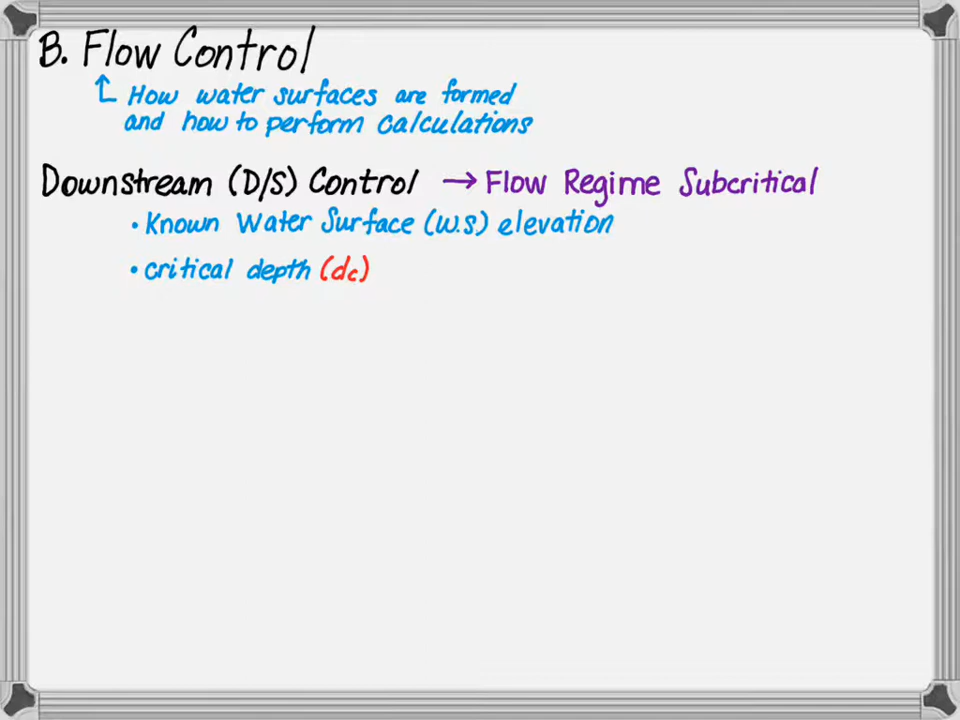 B. Flow Control
How water surfaces are formed
and how to perform calculations
Downstream (D/S) Control → Flow Regime Subcritical
• Known Water Surface (W.S.) elevation
• critical depth (dc)